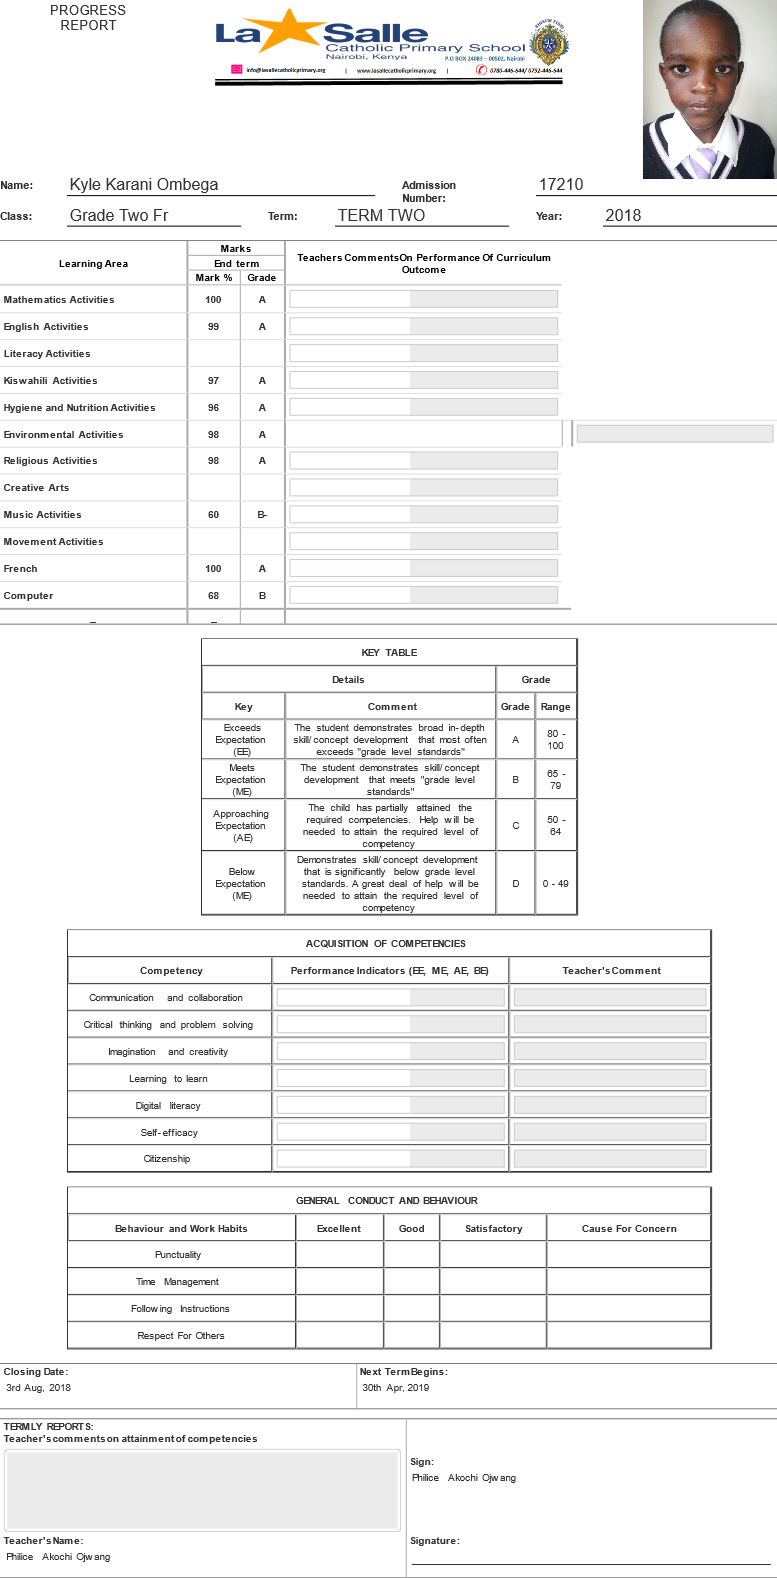 PROGRESS
REPORT
La Salle
Catholic Primary School
Nairobi, Kenya
P.O BOX 24083 – 00502, Nairobi
info@lasallecatholicprimary.org | www.lasallecatholicprimary.org | 0780-446-644/ 0732-446-644
Name: Kyle Karani Ombega Admission Number: 17210
Class: Grade Two Fr Term: TERM TWO Year: 2018
Learning Area Marks Teachers CommentsOn Performance Of Curriculum Outcome
End term
Mark % Grade
Mathematics Activities 100 A
English Activities 99 A
Literacy Activities
Kiswahili Activities 97 A
Hygiene and Nutrition Activities 96 A
Environmental Activities 98 A
Religious Activities 98 A
Creative Arts
Music Activities 60 B-
Movement Activities
French 100 A
Computer 68 B
_ _
KEY TABLE
Details Grade
Key Comment Grade Range
Exceeds Expectation (EE) The student demonstrates broad in-depth skill/concept development that most often exceeds "grade level standards" A 80 - 100
Meets Expectation (ME) The student demonstrates skill/concept development that meets "grade level standards" B 65 - 79
Approaching Expectation (AE) The child has partially attained the required competencies. Help will be needed to attain the required level of competency C 50 - 64
Below Expectation (ME) Demonstrates skill/concept development that is significantly below grade level standards. A great deal of help will be needed to attain the required level of competency D 0 - 49
ACQUISITION OF COMPETENCIES
Competency Performance Indicators (EE, ME, AE, BE) Teacher's Comment
Communication and collaboration
Critical thinking and problem solving
Imagination and creativity
Learning to learn
Digital literacy
Self-efficacy
Citizenship
GENERAL CONDUCT AND BEHAVIOUR
Behaviour and Work Habits Excellent Good Satisfactory Cause For Concern
Punctuality
Time Management
Following Instructions
Respect For Others
Closing Date: Next Term Begins:
3rd Aug, 2018 30th Apr, 2019
TERMLY REPORTS:
Teacher's comments on attainment of competencies
Sign:
Philice Akochi Ojwang
Teacher's Name: Signature:
Philice Akochi Ojwang